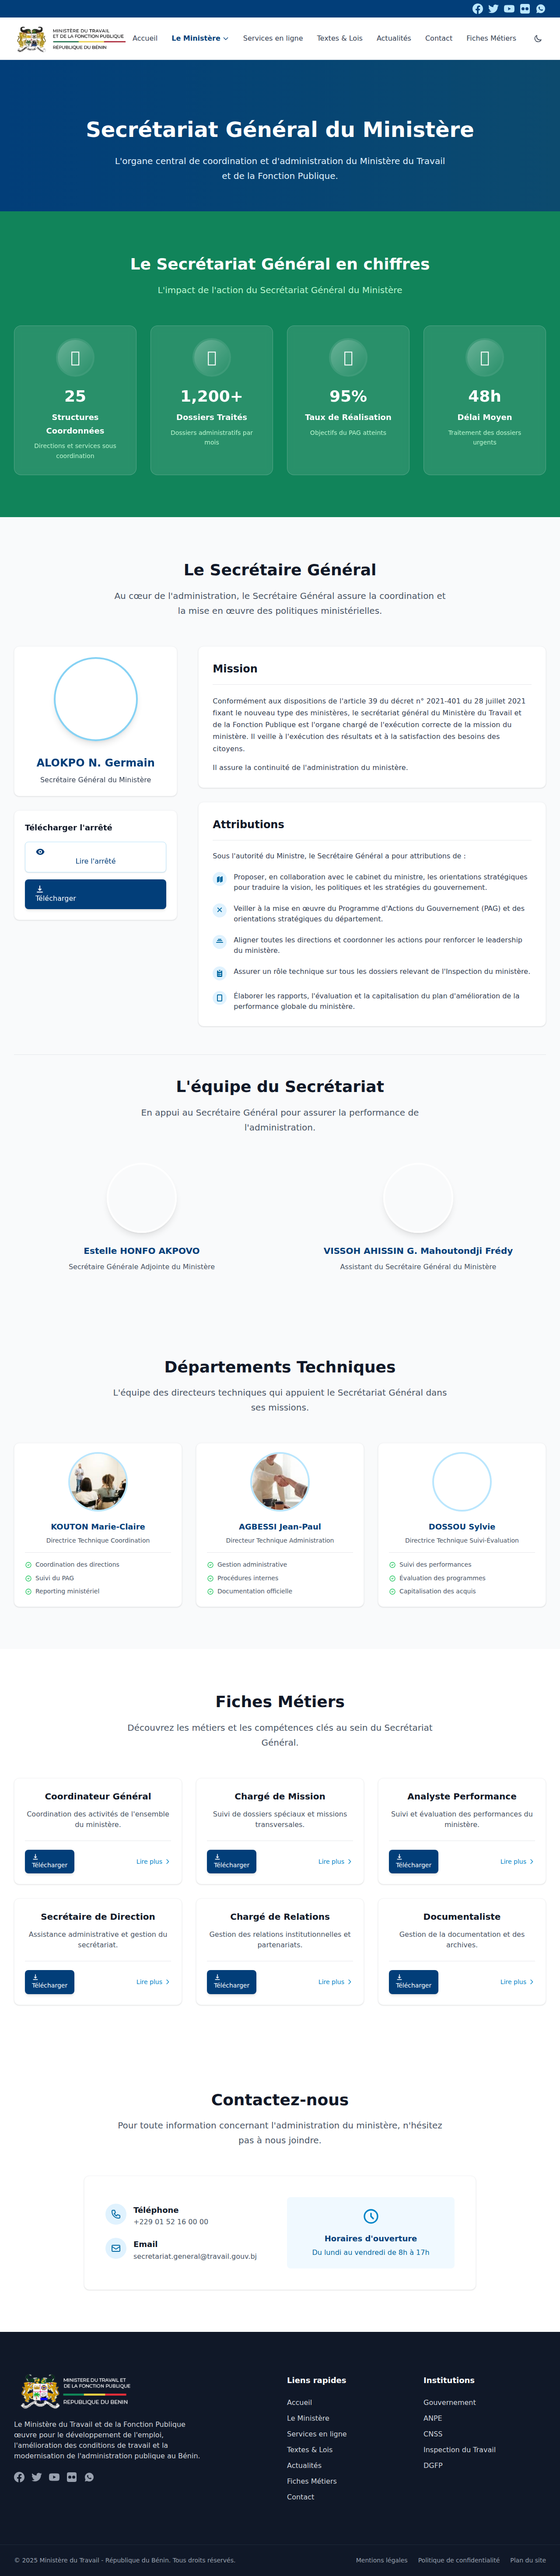 MINISTÈRE DU TRAVAIL
ET DE LA FONCTION PUBLIQUE
RÉPUBLIQUE DU BÉNIN
Accueil
Le Ministère
Services en ligne
Textes & Lois
Actualités
Contact
Fiches Métiers
Secrétariat Général du Ministère
L'organe central de coordination et d'administration du Ministère du Travail
et de la Fonction Publique.
Le Secrétariat Général en chiffres
L'impact de l'action du Secrétariat Général du Ministère
25
Structures
Coordonnées
Directions et services sous
coordination
1,200+
Dossiers Traités
Dossiers administratifs par
mois
95%
Taux de Réalisation
Objectifs du PAG atteints
48h
Délai Moyen
Traitement des dossiers
urgents
Le Secrétaire Général
Au cœur de l'administration, le Secrétaire Général assure la coordination et
la mise en œuvre des politiques ministérielles.
ALOKPO N. Germain
Secrétaire Général du Ministère
Télécharger l'arrêté
Lire l'arrêté
Télécharger
Mission
Conformément aux dispositions de l'article 39 du décret n° 2021-401 du 28 juillet 2021
fixant le nouveau type des ministères, le secrétariat général du Ministère du Travail et
de la Fonction Publique est l'organe chargé de l'exécution correcte de la mission du
ministère. Il veille à l'exécution des résultats et à la satisfaction des besoins des
citoyens.
Il assure la continuité de l'administration du ministère.
Attributions
Sous l'autorité du Ministre, le Secrétaire Général a pour attributions de :
Proposer, en collaboration avec le cabinet du ministre, les orientations stratégiques
pour traduire la vision, les politiques et les stratégies du gouvernement.
Veiller à la mise en œuvre du Programme d'Actions du Gouvernement (PAG) et des
orientations stratégiques du département.
Aligner toutes les directions et coordonner les actions pour renforcer le leadership
du ministère.
Assurer un rôle technique sur tous les dossiers relevant de l'Inspection du ministère.
Élaborer les rapports, l'évaluation et la capitalisation du plan d'amélioration de la
performance globale du ministère.
L'équipe du Secrétariat
En appui au Secrétaire Général pour assurer la performance de
l'administration.
Estelle HONFO AKPOVO
Secrétaire Générale Adjointe du Ministère
VISSOH AHISSIN G. Mahoutondji Frédy
Assistant du Secrétaire Général du Ministère
Départements Techniques
L'équipe des directeurs techniques qui appuient le Secrétariat Général dans
ses missions.
KOUTON Marie-Claire
Directrice Technique Coordination
Coordination des directions
Suivi du PAG
Reporting ministériel
AGBESSI Jean-Paul
Directeur Technique Administration
Gestion administrative
Procédures internes
Documentation officielle
DOSSOU Sylvie
Directrice Technique Suivi-Évaluation
Suivi des performances
Évaluation des programmes
Capitalisation des acquis
Fiches Métiers
Découvrez les métiers et les compétences clés au sein du Secrétariat
Général.
Coordinateur Général
Coordination des activités de l'ensemble
du ministère.
Télécharger
Lire plus
Chargé de Mission
Suivi de dossiers spéciaux et missions
transversales.
Télécharger
Lire plus
Analyste Performance
Suivi et évaluation des performances du
ministère.
Télécharger
Lire plus
Secrétaire de Direction
Assistance administrative et gestion du
secrétariat.
Télécharger
Lire plus
Chargé de Relations
Gestion des relations institutionnelles et
partenariats.
Télécharger
Lire plus
Documentaliste
Gestion de la documentation et des
archives.
Télécharger
Lire plus
Contactez-nous
Pour toute information concernant l'administration du ministère, n'hésitez
pas à nous joindre.
Téléphone
+229 01 52 16 00 00
Email
secretariat.general@travail.gouv.bj
Horaires d'ouverture
Du lundi au vendredi de 8h à 17h
MINISTERE DU TRAVAIL ET
DE LA FONCTION PUBLIQUE
REPUBLIQUE DU BENIN
Le Ministère du Travail et de la Fonction Publique
œuvre pour le développement de l'emploi,
l'amélioration des conditions de travail et la
modernisation de l'administration publique au Bénin.
Liens rapides
Accueil
Le Ministère
Services en ligne
Textes & Lois
Actualités
Fiches Métiers
Contact
Institutions
Gouvernement
ANPE
CNSS
Inspection du Travail
DGFP
© 2025 Ministère du Travail - République du Bénin. Tous droits réservés.
Mentions légales
Politique de confidentialité
Plan du site